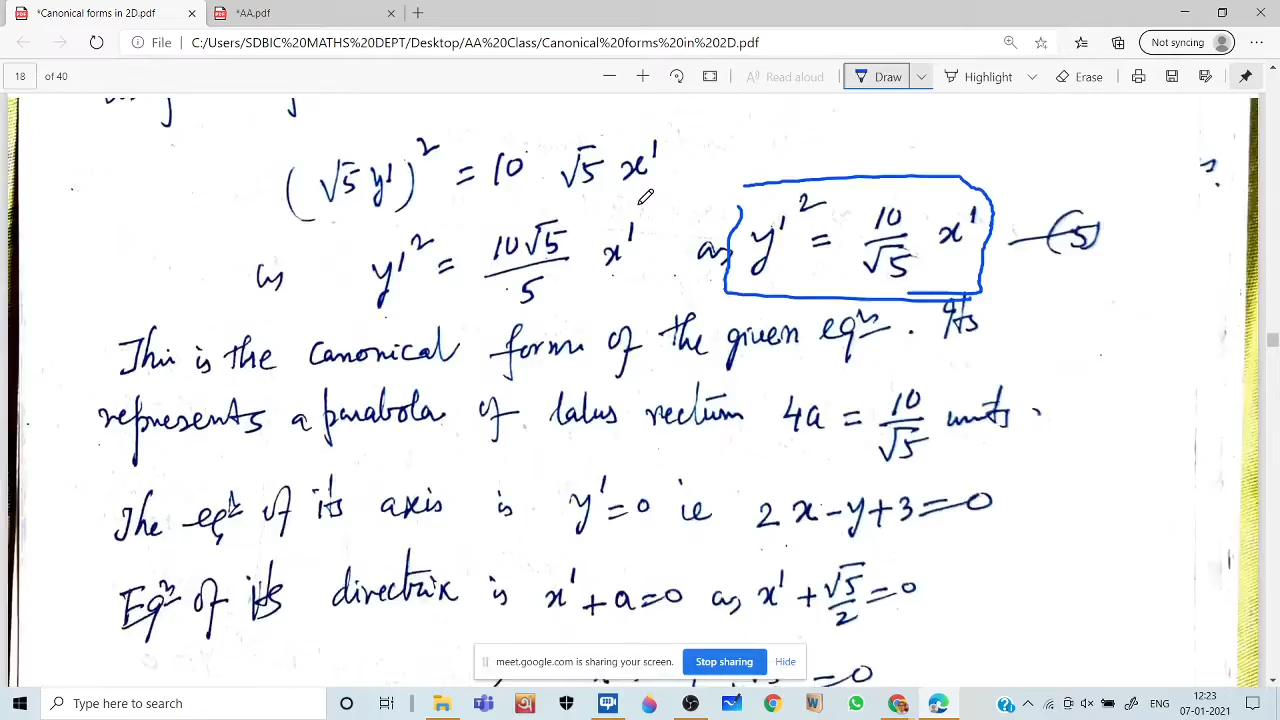 *Canonical forms in 2D.pdf
*AA.pdf
File
C:/Users/SDBIC%20MATHS%20DEPT/Desktop/AA%20Class/Canonical%20forms%20in%202D.pdf
Not syncing
18 of 40
Read aloud
Draw
Highlight
Erase
(√5 y')² = 10 √5 x'
or y'² = 10√5/5 x' or y'² = 10/√5 x' —(5)
This is the canonical form of the given eqn. It
represents a parabola of latus rectum 4a = 10/√5 units.
The eqn of its axis is y' = 0 ie 2x - y + 3 = 0
Eqn of its directrix is x' + a = 0 or x' + √5/2 = 0
= 0
meet.google.com is sharing your screen.
Stop sharing
Hide
Type here to search
ENG
12:23
07-01-2021